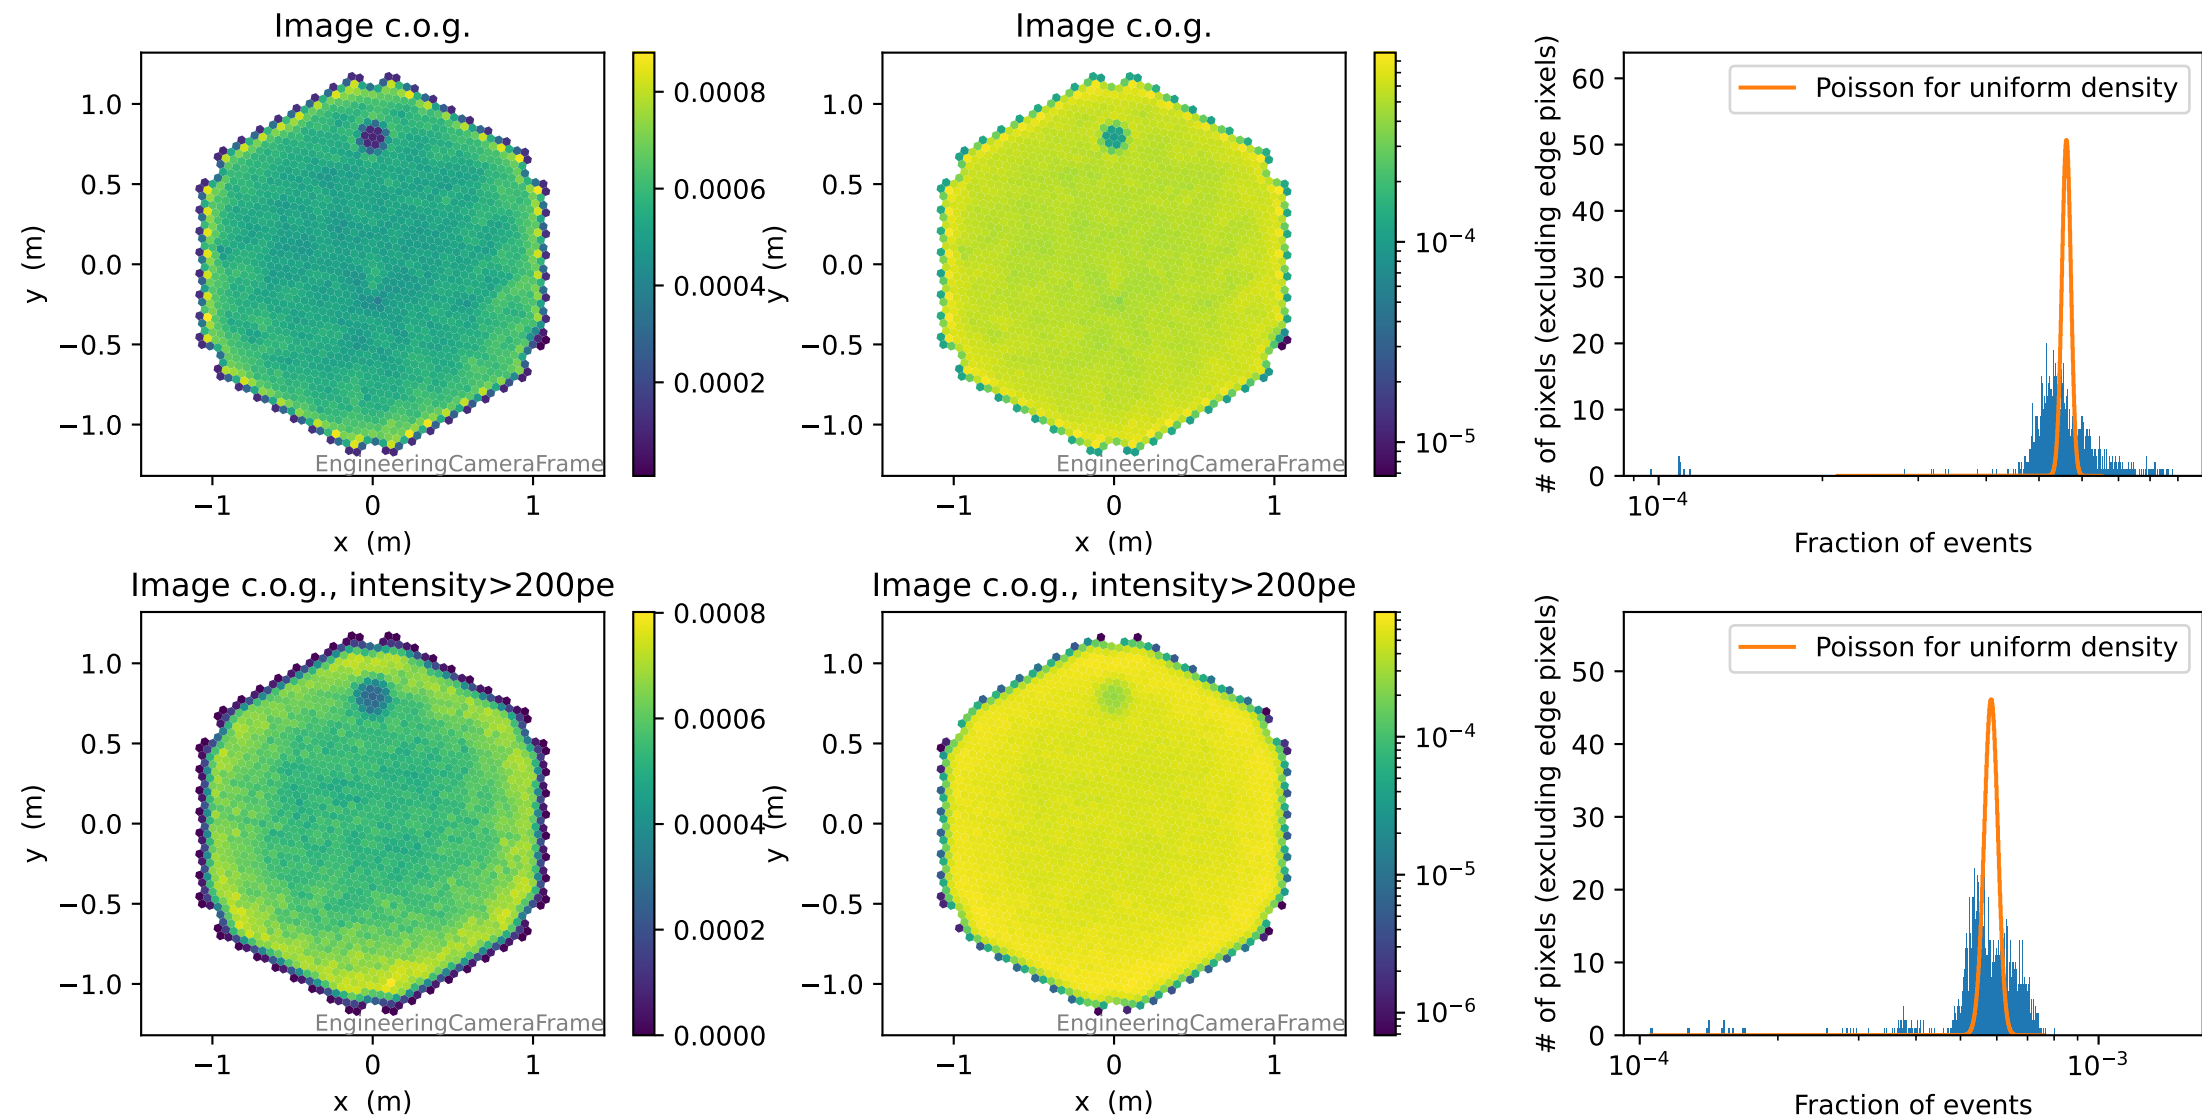 Image c.o.g.
1.0
0.5
0.0
−0.5
−1.0
y (m)
−1 0 1
x (m)
EngineeringCameraFrame
0.0008
0.0006
0.0004
0.0002
Image c.o.g.
1.0
0.5
0.0
−0.5
−1.0
y (m)
−1 0 1
x (m)
EngineeringCameraFrame
10⁻⁴
10⁻⁵
# of pixels (excluding edge pixels)
60
50
40
30
20
10
0
Poisson for uniform density
10⁻⁴
Fraction of events
Image c.o.g., intensity>200pe
1.0
0.5
0.0
−0.5
−1.0
y (m)
−1 0 1
x (m)
EngineeringCameraFrame
0.0008
0.0006
0.0004
0.0002
0.0000
Image c.o.g., intensity>200pe
1.0
0.5
0.0
−0.5
−1.0
y (m)
−1 0 1
x (m)
EngineeringCameraFrame
10⁻⁴
10⁻⁵
10⁻⁶
# of pixels (excluding edge pixels)
50
40
30
20
10
0
Poisson for uniform density
10⁻⁴ 10⁻³
Fraction of events